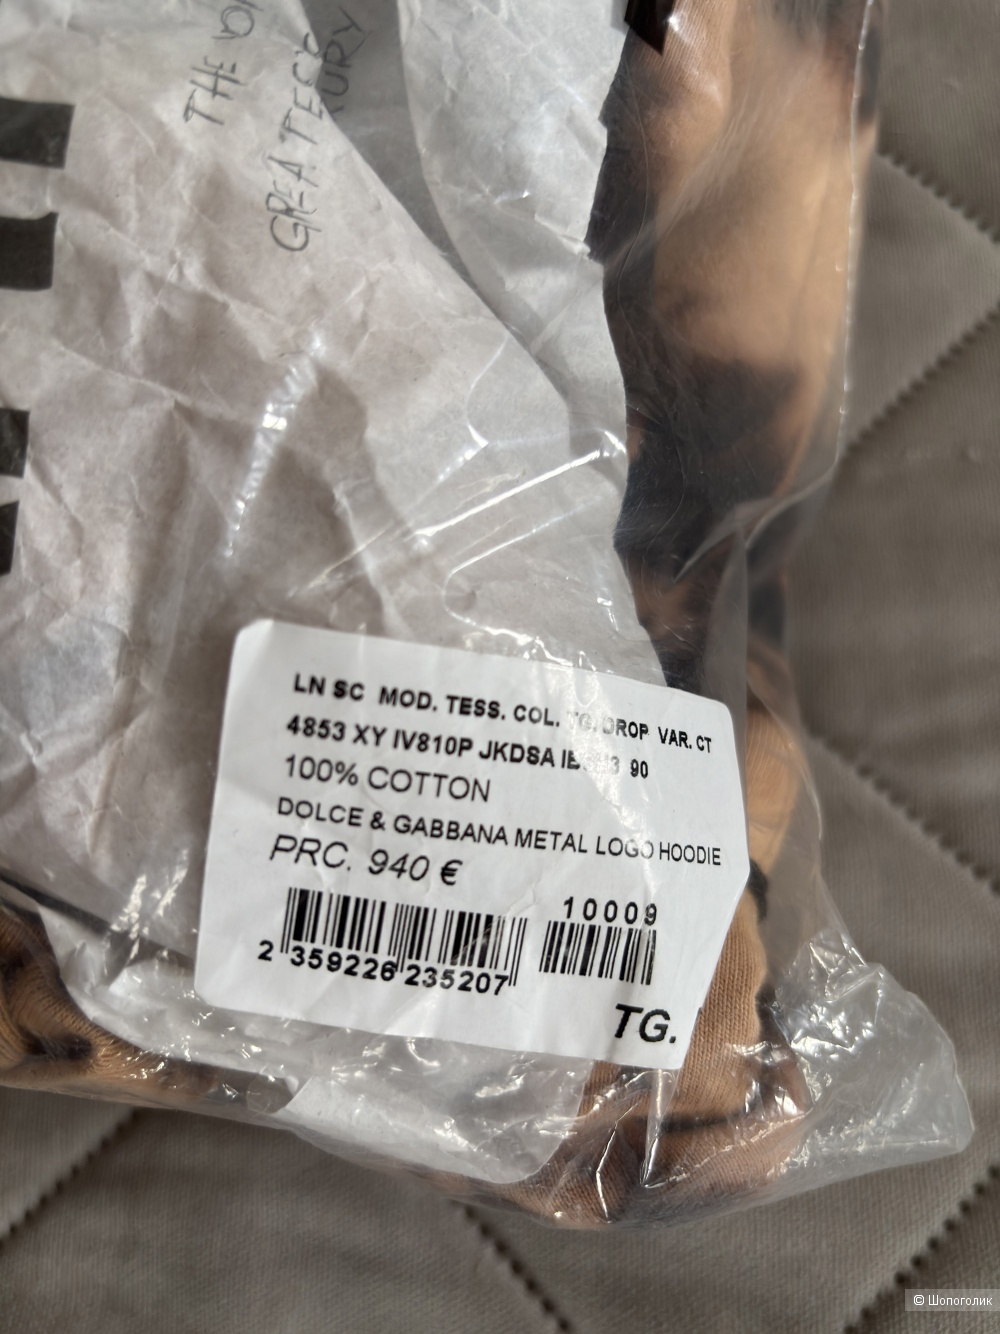 THE
GREATEST
LN SC MOD. TESS. COL. TG. DROP VAR. CT
4853 XY IV810P JKDSA 90
100% COTTON
DOLCE & GABBANA METAL LOGO HOODIE
PRC. 940 €
10009
2 359226 235207
TG.
© Шопоголик